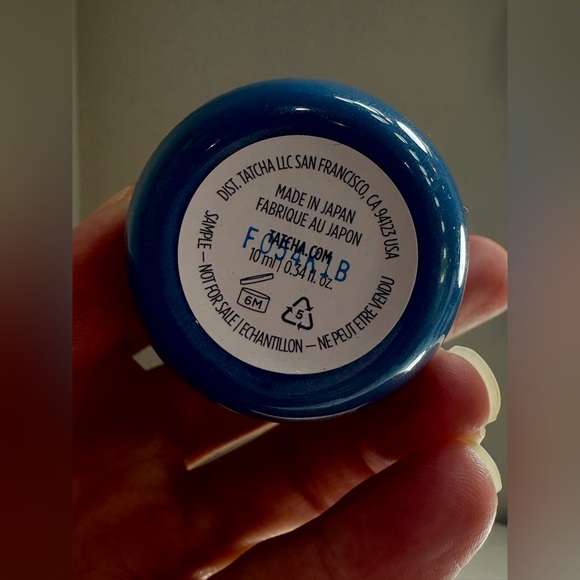 DIST. TATCHA LLC SAN FRANCISCO, CA 94123 USA
MADE IN JAPAN
FABRIQUE AU JAPON
TATCHA.COM
10 ml | 0.34 fl. oz.
6M
5
SAMPLE — NOT FOR SALE | ECHANTILLON — NE PEUT ETRE VENDU